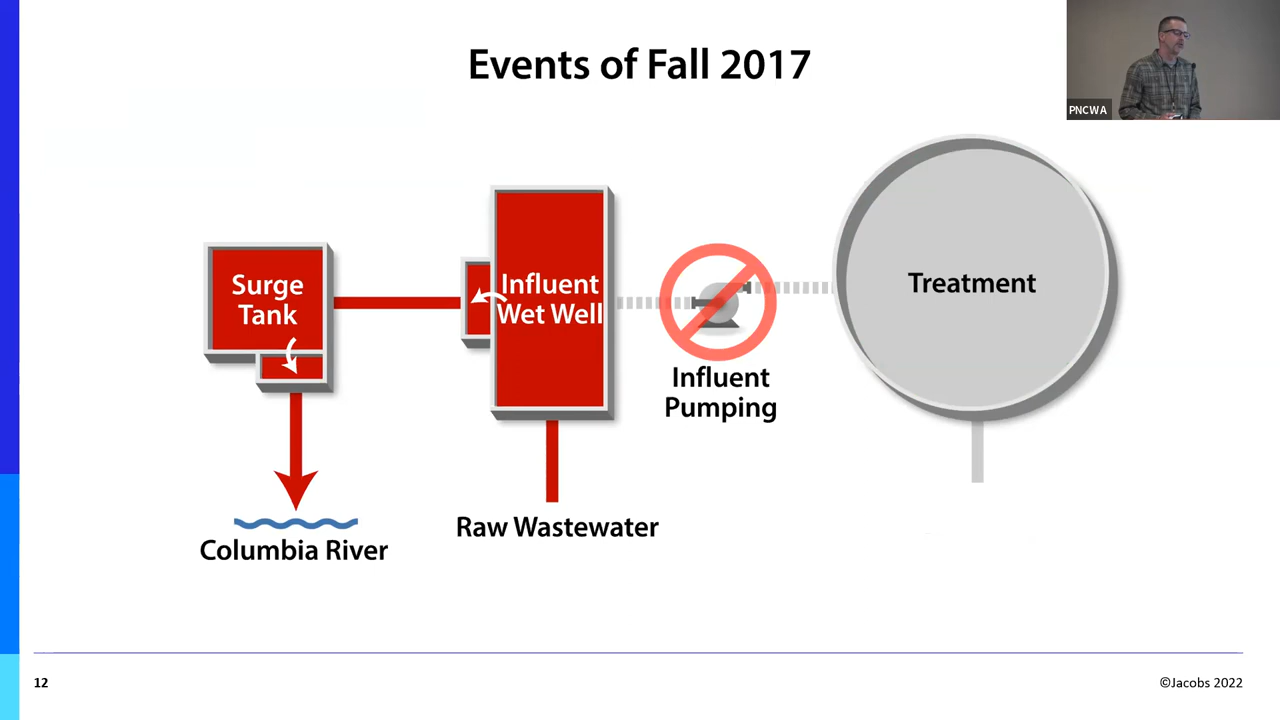 Events of Fall 2017
PNCWA
Surge
Tank
Influent
Wet Well
Treatment
Influent
Pumping
Raw Wastewater
Columbia River
12
©Jacobs 2022